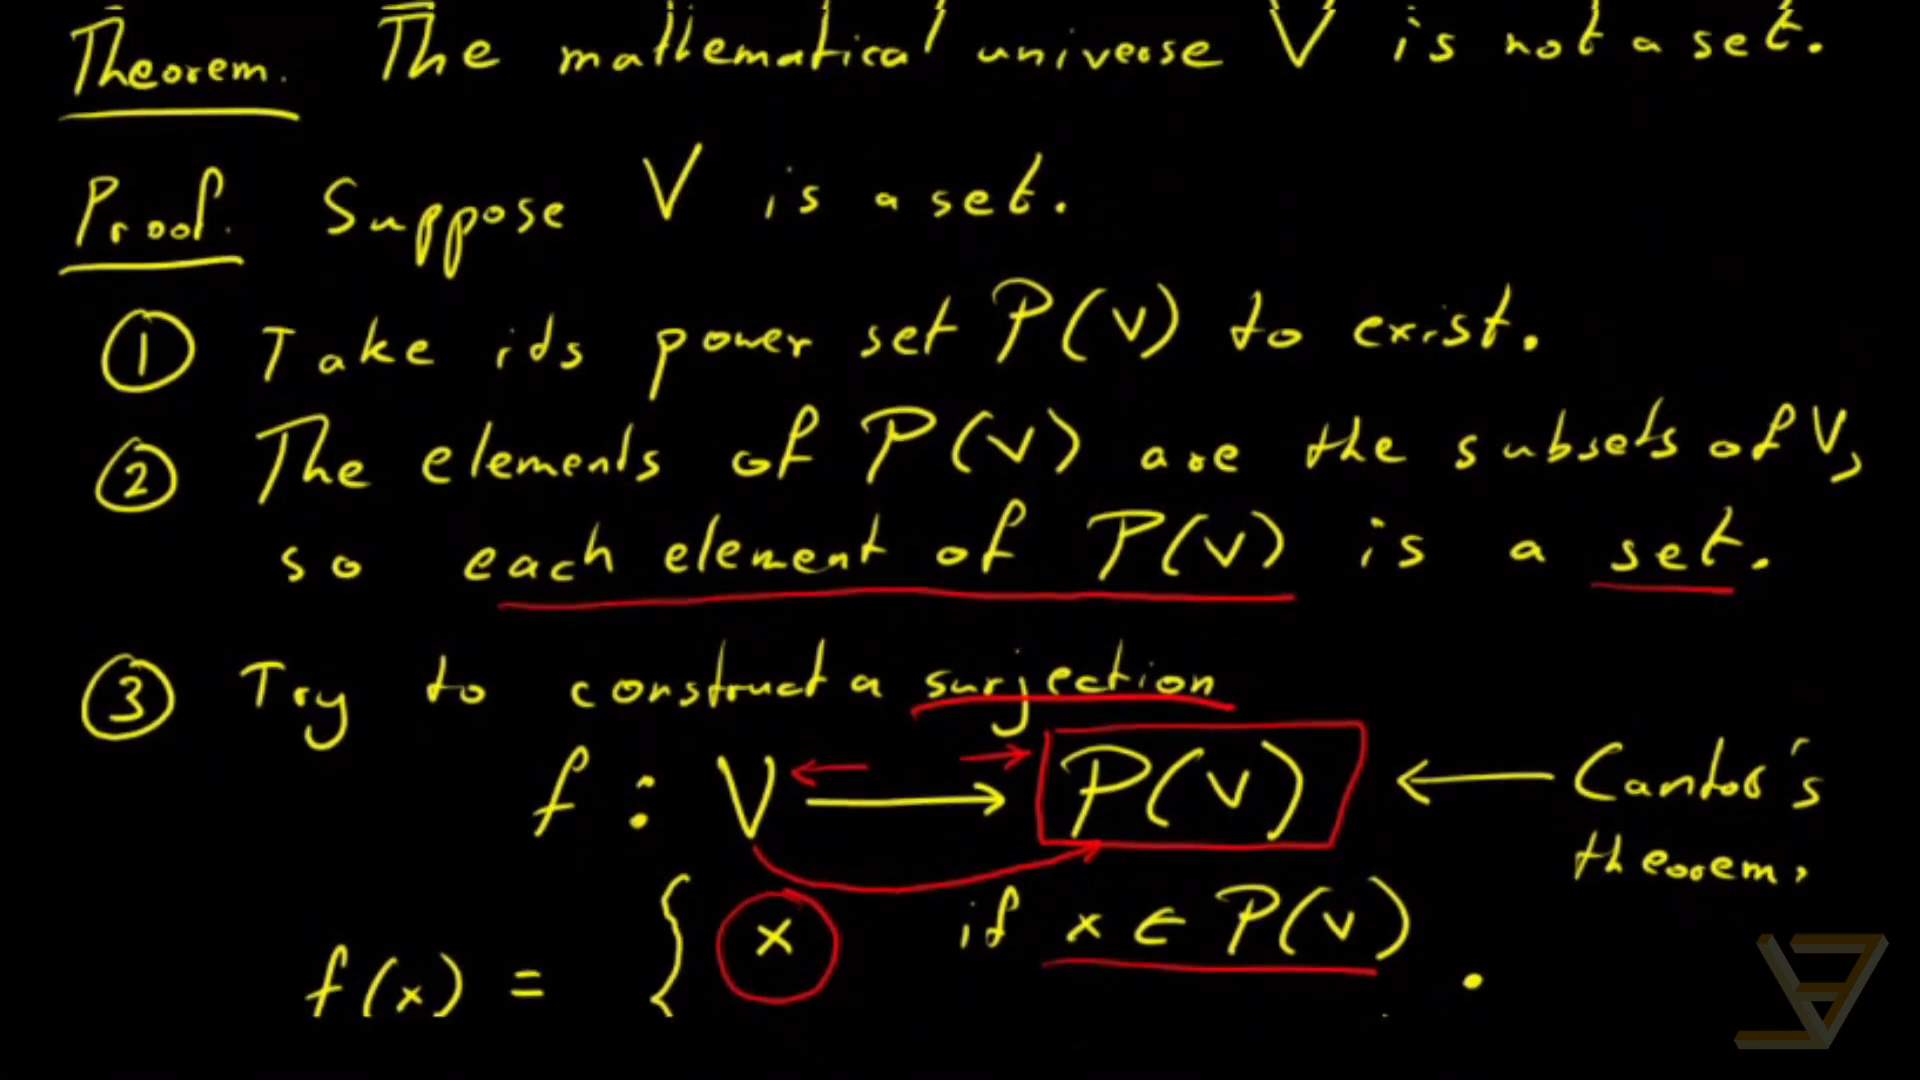 Theorem. The mathematical universe V is not a set.
Proof. Suppose V is a set.
① Take its power set P(V) to exist.
② The elements of P(V) are the subsets of V,
so each element of P(V) is a set.
③ Try to construct a surjection
f : V → P(V) ← Cantor's
theorem.
f(x) = { x if x ∈ P(V) .